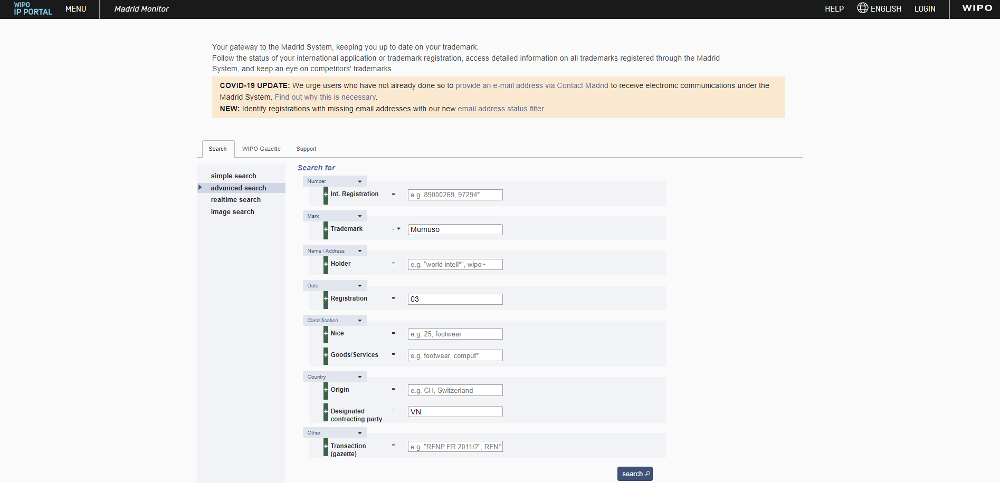 WIPO
IP PORTAL
MENU
Madrid Monitor
HELP
ENGLISH
LOGIN
WIPO
Your gateway to the Madrid System, keeping you up to date on your trademark.
Follow the status of your international application or trademark registration, access detailed information on all trademarks registered through the Madrid
System, and keep an eye on competitors' trademarks
COVID-19 UPDATE: We urge users who have not already done so to provide an e-mail address via Contact Madrid to receive electronic communications under the
Madrid System. Find out why this is necessary.
NEW: Identify registrations with missing email addresses with our new email address status filter.
Search
WIPO Gazette
Support
simple search
advanced search
realtime search
image search
Search for
Number
+ Int. Registration = e.g. 89000269, 97294*
Mark
+ Trademark = Mumuso
Name / Address
+ Holder = e.g. "world intell*", wipo~
Date
+ Registration = 03
Classification
+ Nice = e.g. 25, footwear
+ Goods/Services = e.g. footwear, comput*
Country
+ Origin = e.g. CH, Switzerland
+ Designated = VN
contracting party
Other
+ Transaction = e.g. "RFNP FR 2011/2", RFN*
(gazette)
search